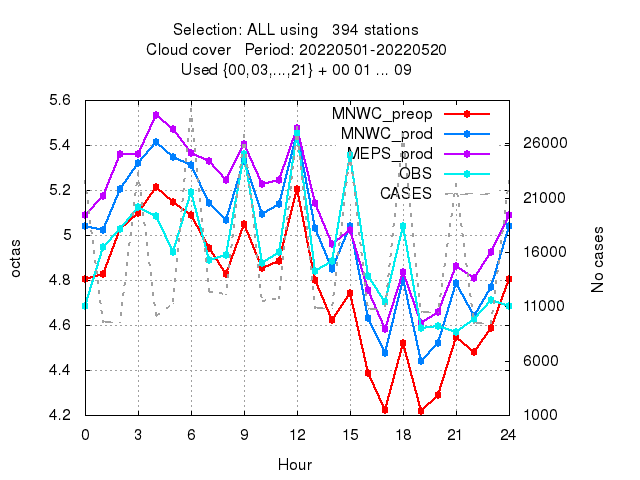 Selection: ALL using   394 stations
Cloud cover   Period: 20220501-20220520
Used {00,03,...,21} + 00 01 ... 09
MNWC_preop
MNWC_prod
MEPS_prod
OBS
CASES
octas
5.6
5.4
5.2
5
4.8
4.6
4.4
4.2
No cases
26000
21000
16000
11000
6000
1000
0 3 6 9 12 15 18 21 24
Hour